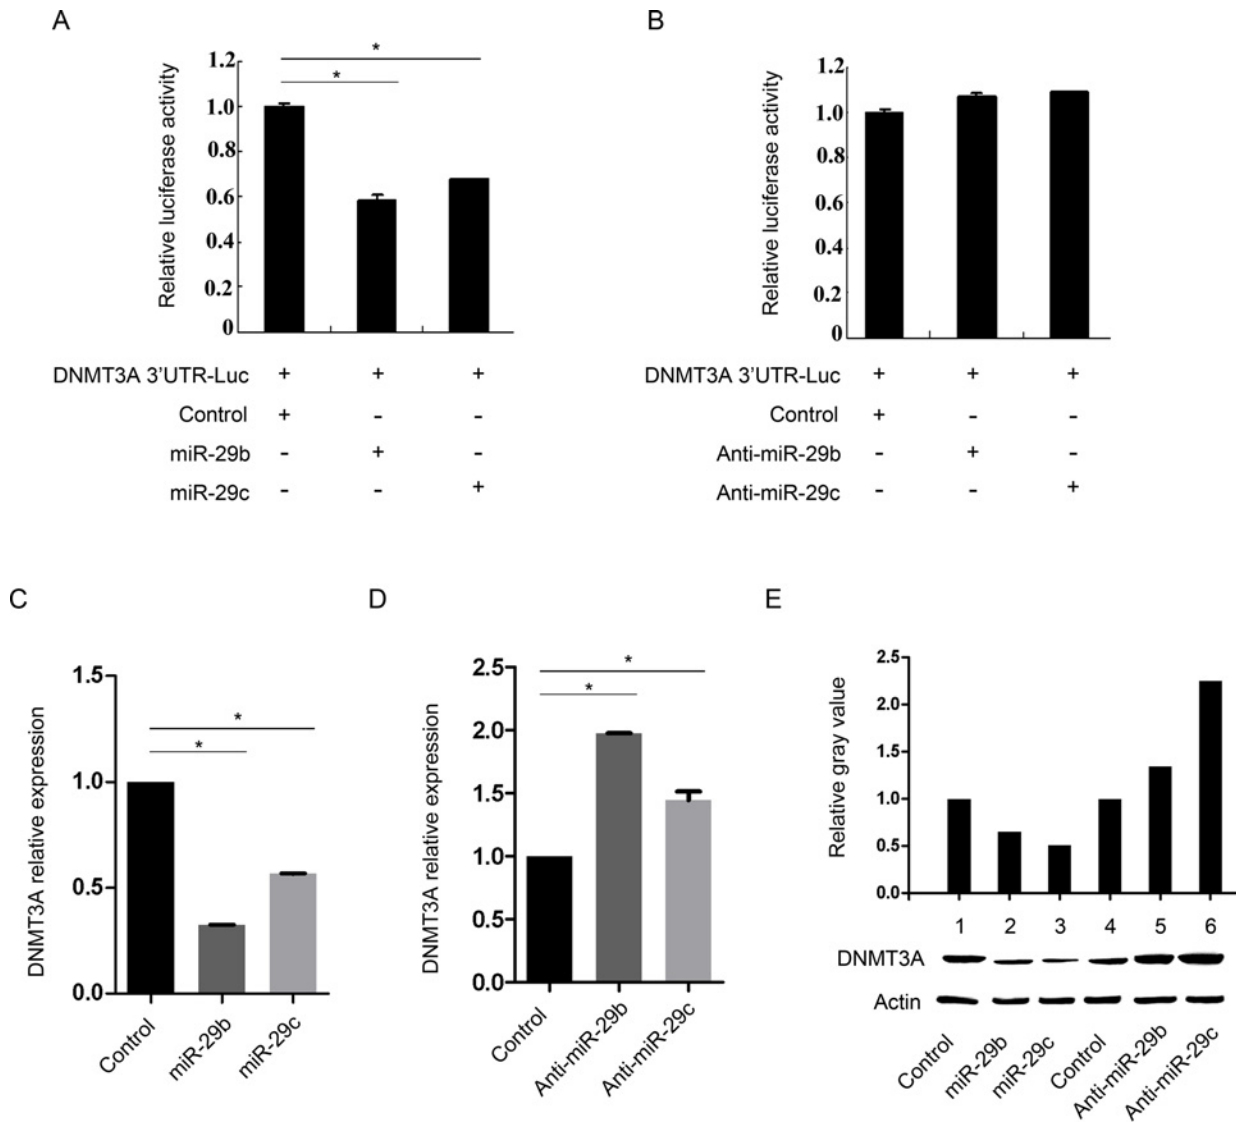 A
B
*
*
1.2
1.0
0.8
0.6
0.4
0.2
0
Relative luciferase activity
1.2
1.0
0.8
0.6
0.4
0.2
0
Relative luciferase activity
DNMT3A 3'UTR-Luc + + +
Control + - -
miR-29b - + -
miR-29c - - +
DNMT3A 3'UTR-Luc + + +
Control + - -
Anti-miR-29b - + -
Anti-miR-29c - - +
C
D
E
1.5
1.0
0.5
0.0
DNMT3A relative expression
*
*
Control
miR-29b
miR-29c
2.5
2.0
1.5
1.0
0.5
0.0
DNMT3A relative expression
*
*
Control
Anti-miR-29b
Anti-miR-29c
2.5
2.0
1.5
1.0
0.5
0.0
Relative gray value
1 2 3 4 5 6
DNMT3A
Actin
Control
miR-29b
miR-29c
Control
Anti-miR-29b
Anti-miR-29c